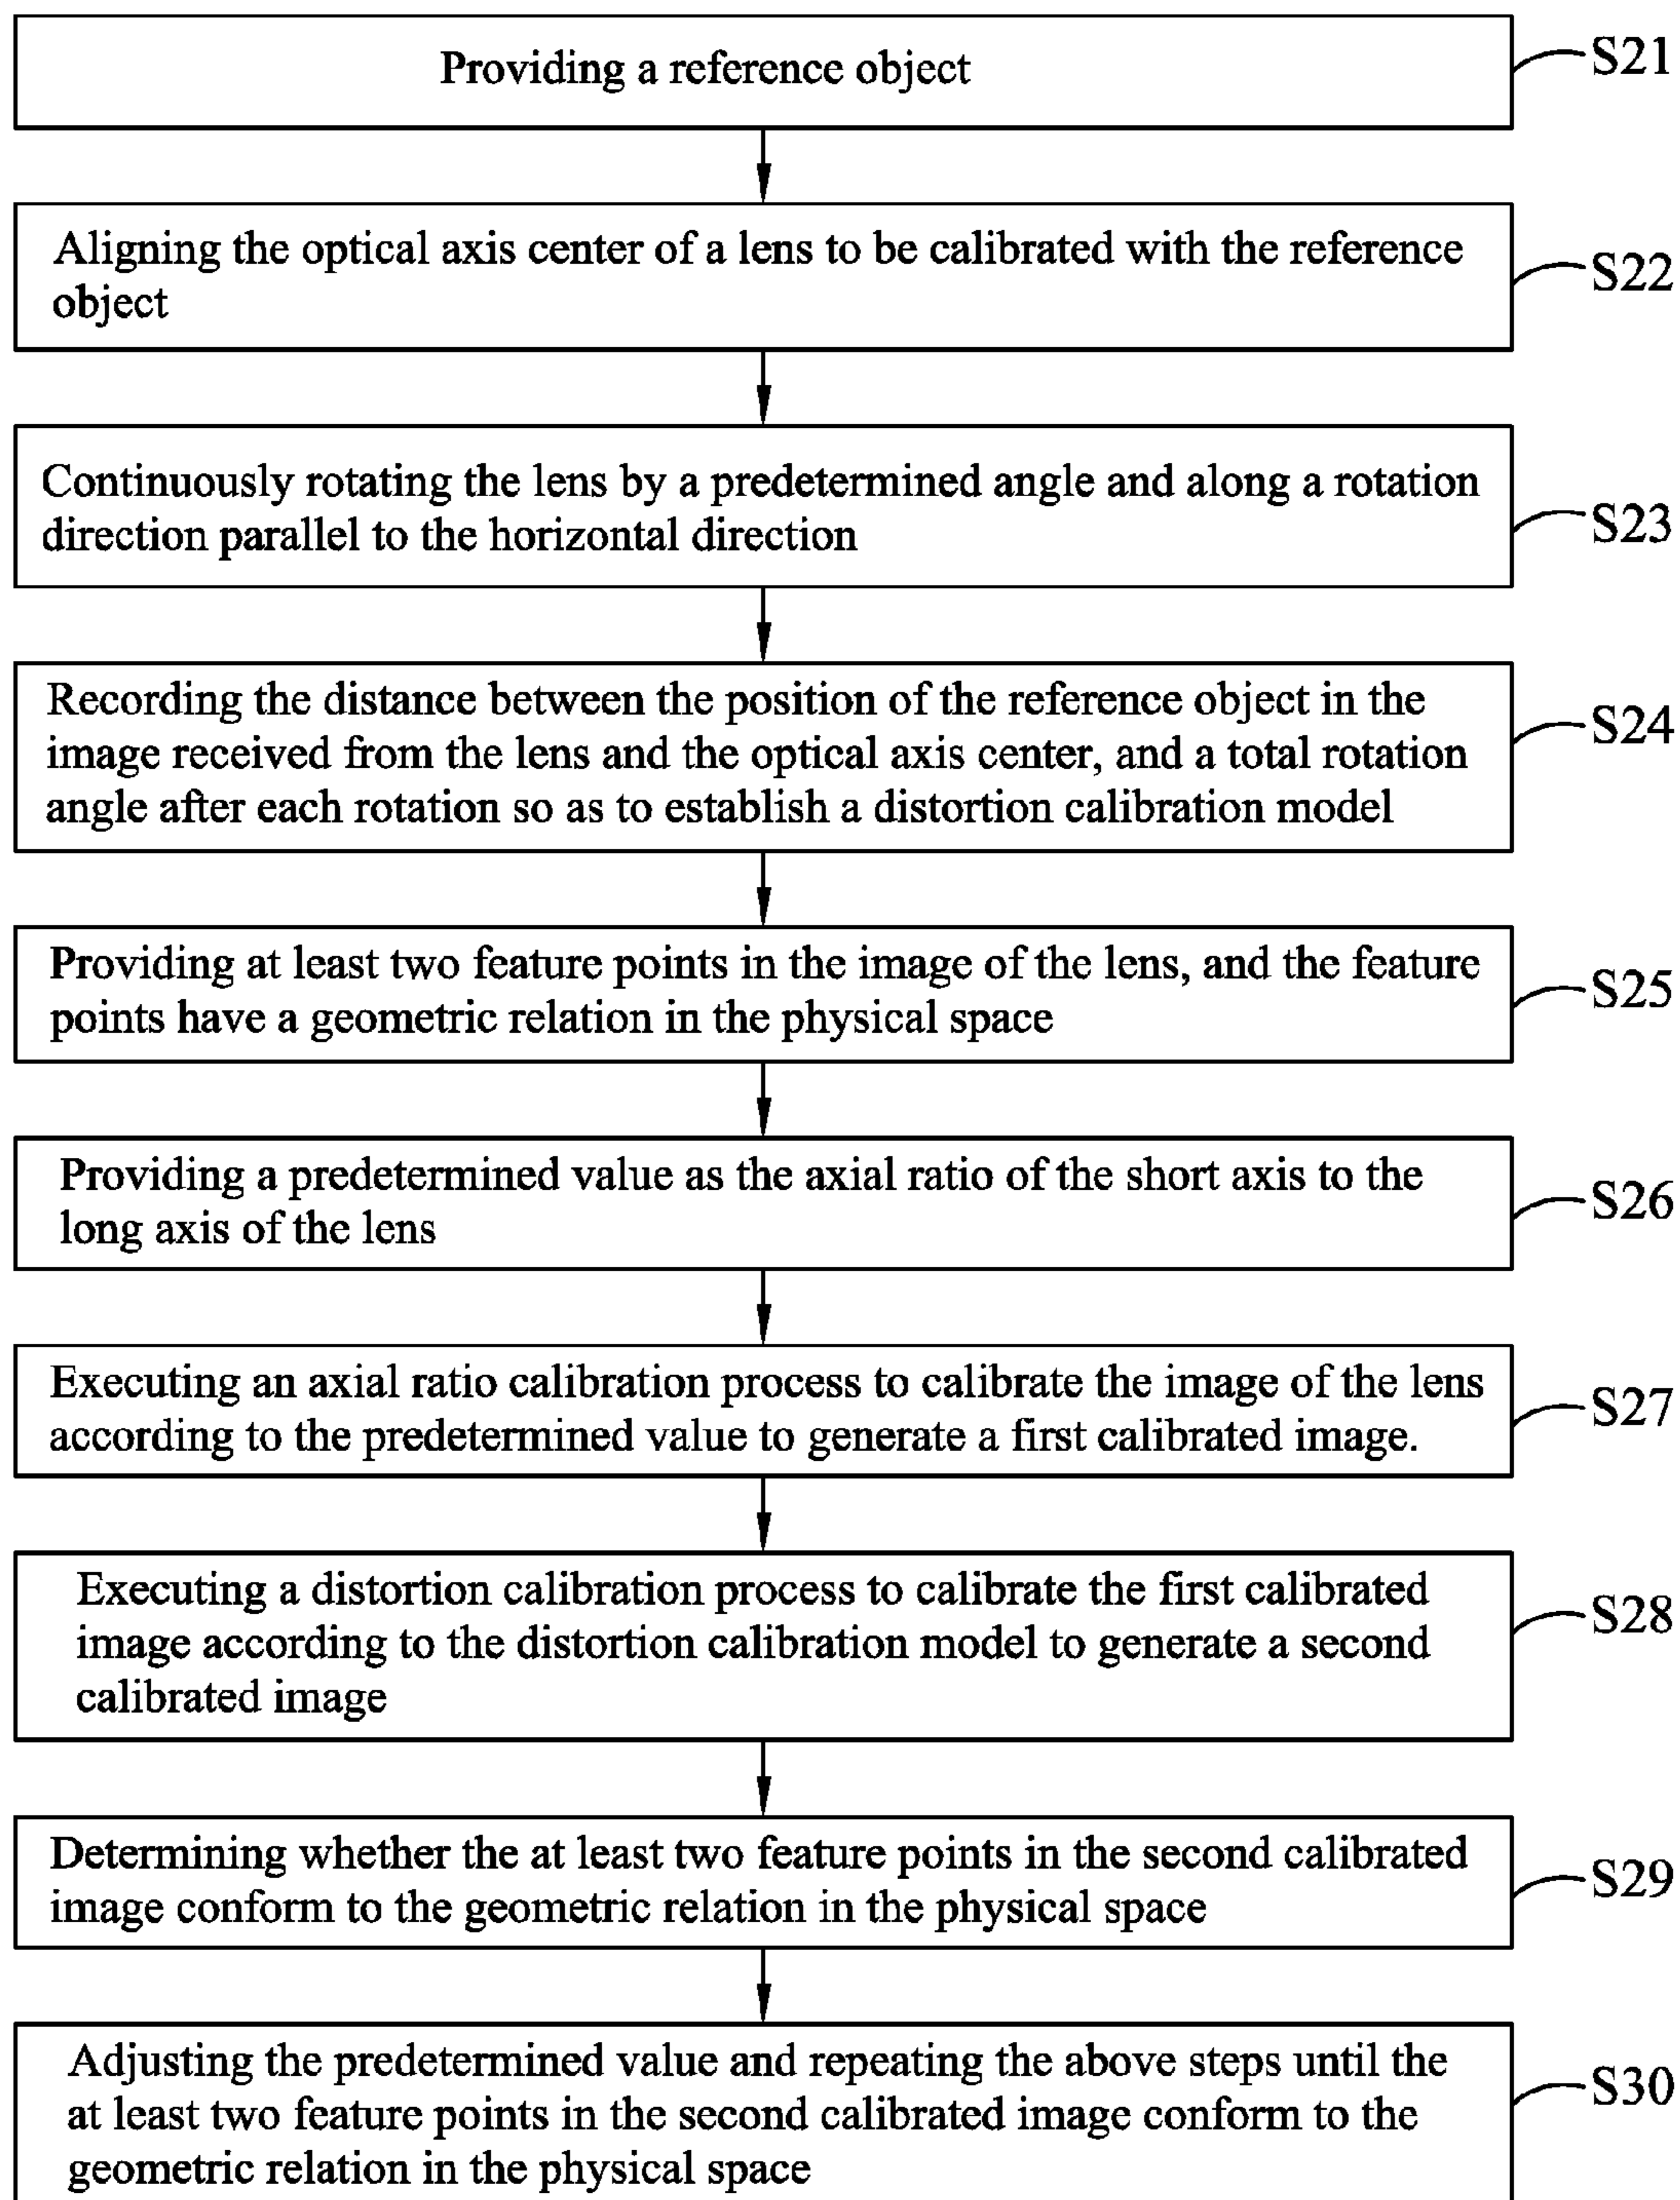 Providing a reference object
S21
Aligning the optical axis center of a lens to be calibrated with the reference
object
S22
Continuously rotating the lens by a predetermined angle and along a rotation
direction parallel to the horizontal direction
S23
Recording the distance between the position of the reference object in the
image received from the lens and the optical axis center, and a total rotation
angle after each rotation so as to establish a distortion calibration model
S24
Providing at least two feature points in the image of the lens, and the feature
points have a geometric relation in the physical space
S25
Providing a predetermined value as the axial ratio of the short axis to the
long axis of the lens
S26
Executing an axial ratio calibration process to calibrate the image of the lens
according to the predetermined value to generate a first calibrated image.
S27
Executing a distortion calibration process to calibrate the first calibrated
image according to the distortion calibration model to generate a second
calibrated image
S28
Determining whether the at least two feature points in the second calibrated
image conform to the geometric relation in the physical space
S29
Adjusting the predetermined value and repeating the above steps until the
at least two feature points in the second calibrated image conform to the
geometric relation in the physical space
S30